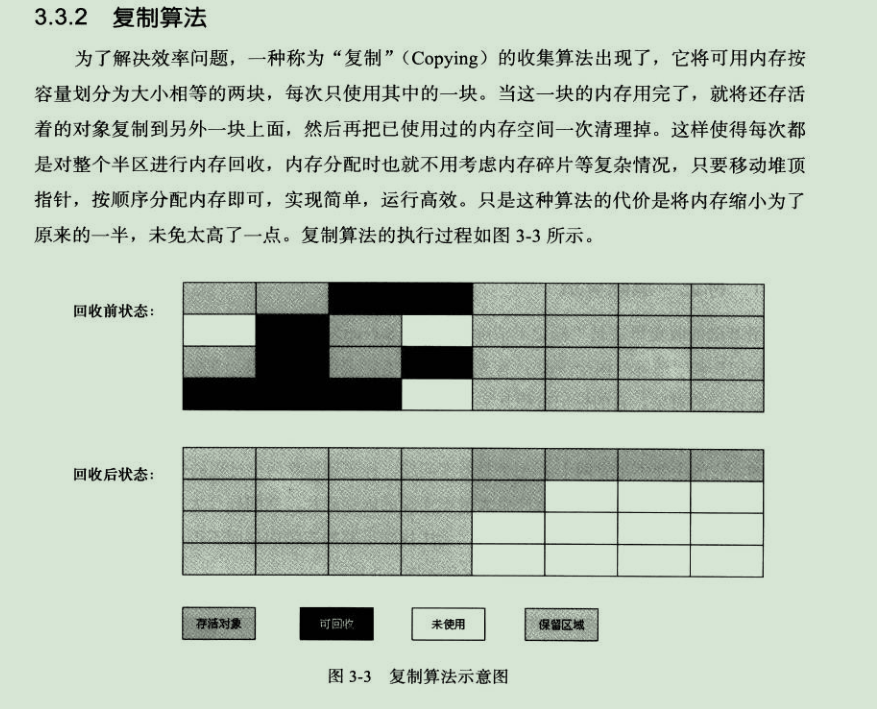 3.3.2 复制算法
为了解决效率问题，一种称为“复制”（Copying）的收集算法出现了，它将可用内存按
容量划分为大小相等的两块，每次只使用其中的一块。当这一块的内存用完了，就将还存活
着的对象复制到另外一块上面，然后再把已使用过的内存空间一次清理掉。这样使得每次都
是对整个半区进行内存回收，内存分配时也就不用考虑内存碎片等复杂情况，只要移动堆顶
指针，按顺序分配内存即可，实现简单，运行高效。只是这种算法的代价是将内存缩小为了
原来的一半，未免太高了一点。复制算法的执行过程如图 3-3 所示。
回收前状态：
回收后状态：
存活对象 可回收 未使用 保留区域
图 3-3 复制算法示意图